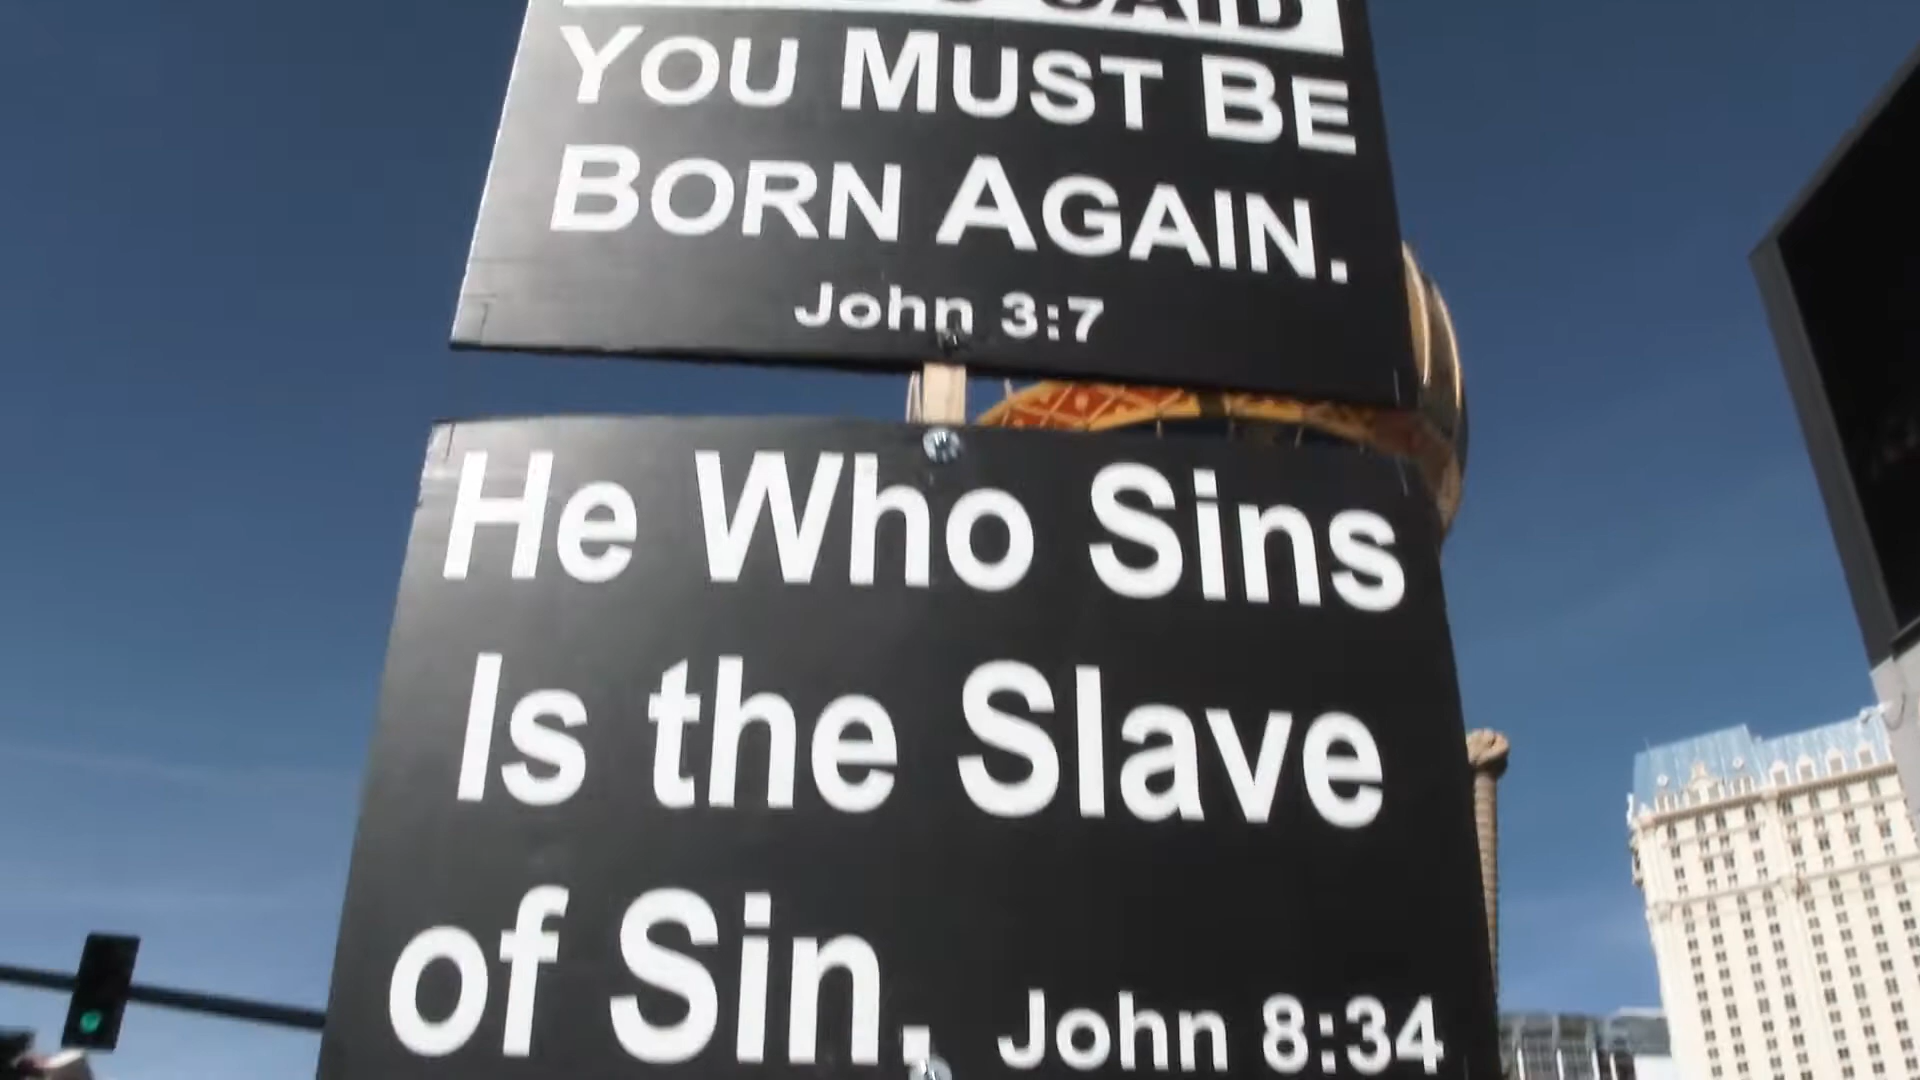 SAID
YOU MUST BE
BORN AGAIN.
John 3:7
He Who Sins
Is the Slave
of Sin. John 8:34